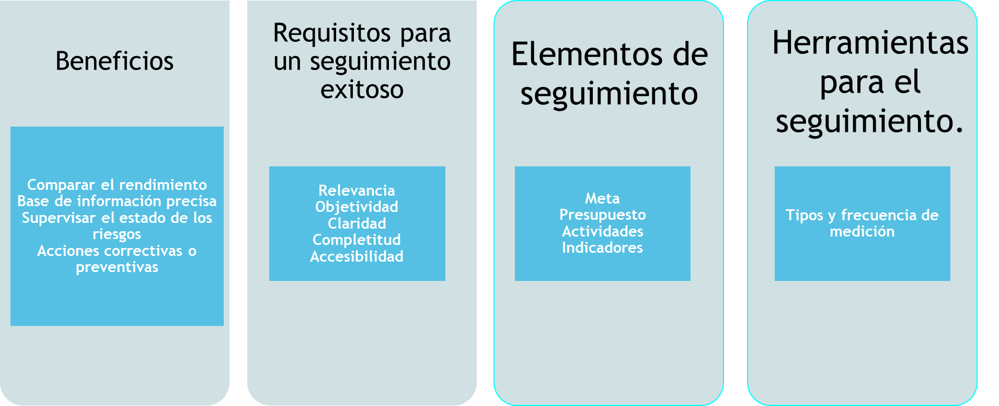 Beneficios
Comparar el rendimiento
Base de información precisa
Supervisar el estado de los
riesgos
Acciones correctivas o
preventivas
Requisitos para
un seguimiento
exitoso
Relevancia
Objetividad
Claridad
Completitud
Accesibilidad
Elementos de
seguimiento
Meta
Presupuesto
Actividades
Indicadores
Herramientas
para el
seguimiento.
Tipos y frecuencia de
medición